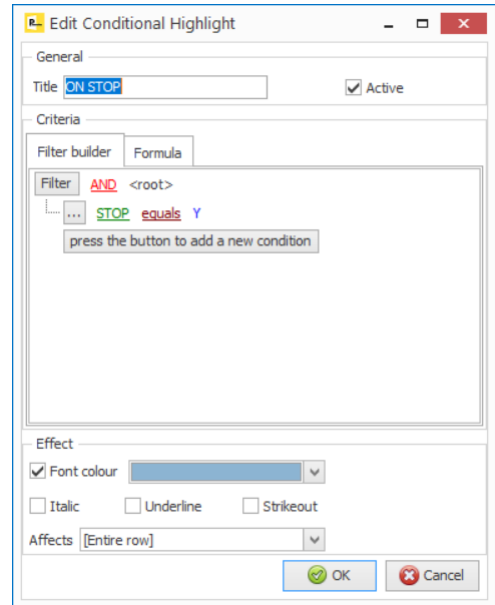 Edit Conditional Highlight
General
Title ON STOP Active
Criteria
Filter builder Formula
Filter AND <root>
... STOP equals Y
press the button to add a new condition
Effect
Font colour
Italic Underline Strikeout
Affects [Entire row]
OK Cancel